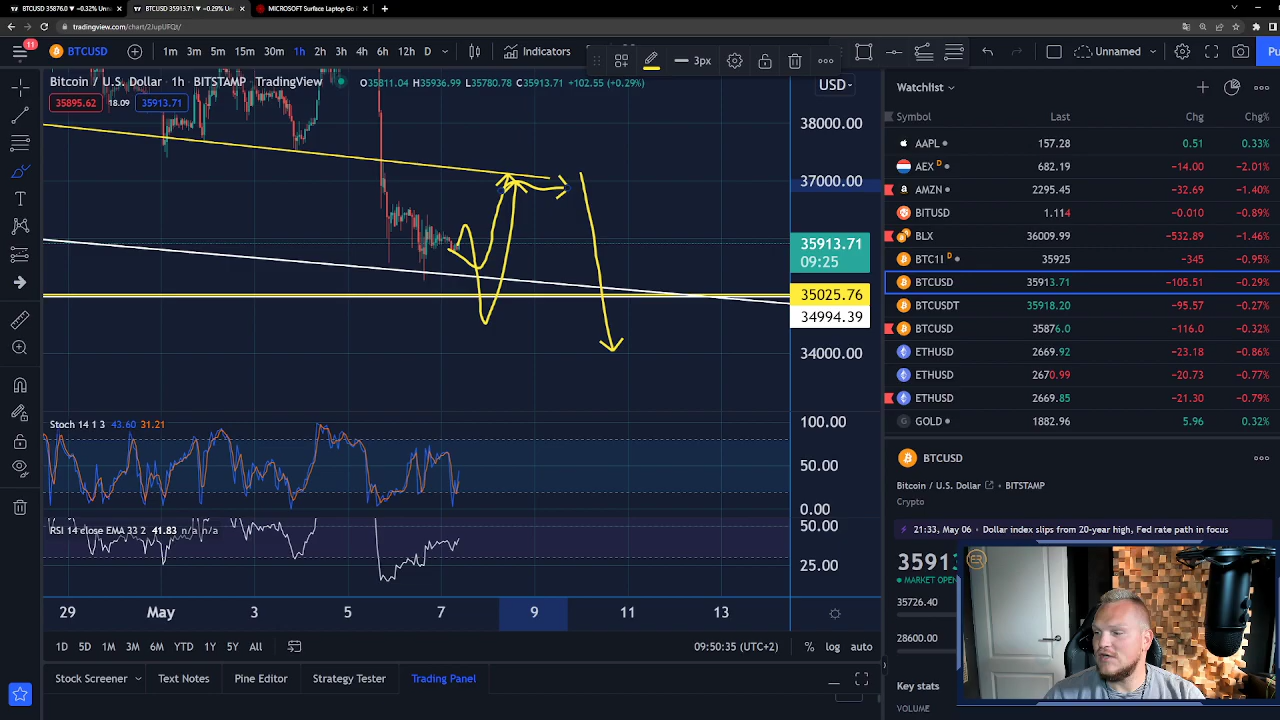 BTCUSD 35876.0 ▼ −0.32% Unn
BTCUSD 35913.71 ▼ −0.29% Un
MICROSOFT Surface Laptop Go
tradingview.com/chart/2JupUFQt/
11
BTCUSD
1m 3m 5m 15m 30m 1h 2h 3h 4h 6h 12h D
Indicators
3px
Unnamed
Pu
Bitcoin / U.S. Dollar · 1h · BITSTAMP · TradingView
O35811.04 H35936.99 L35780.78 C35913.71 +102.55 (+0.29%)
USD
35895.62 18.09 35913.71
38000.00
37000.00
35913.71
09:25
35025.76
34994.39
34000.00
Stoch 14 1 3 43.60 31.21
100.00
50.00
0.00
RSI 14 close EMA 33 2 41.83 n/a n/a
50.00
25.00
29 May 3 5 7 9 11 13
1D 5D 1M 3M 6M YTD 1Y 5Y All
09:50:35 (UTC+2)
% log auto
Stock Screener Text Notes Pine Editor Strategy Tester Trading Panel
Watchlist
Symbol Last Chg Chg%
AAPL 157.28 0.51 0.33%
AEX D 682.19 −14.00 −2.01%
AMZN 2295.45 −32.69 −1.40%
BITUSD 1.114 −0.010 −0.89%
BLX 36009.99 −532.89 −1.46%
BTC11 D 35925 −345 −0.95%
BTCUSD 35913.71 −105.51 −0.29%
BTCUSDT 35918.20 −95.57 −0.27%
BTCUSD 35876.0 −116.0 −0.32%
ETHUSD 2669.92 −23.18 −0.86%
ETHUSD 2670.99 −20.73 −0.77%
ETHUSD 2669.85 −21.30 −0.79%
GOLD 1882.96 5.96 0.32%
BTCUSD
Bitcoin / U.S. Dollar · BITSTAMP
Crypto
21:33, May 06 · Dollar index slips from 20-year high, Fed rate path in focus
35913
MARKET OPEN
35726.40
28600.00
Key stats
VOLUME